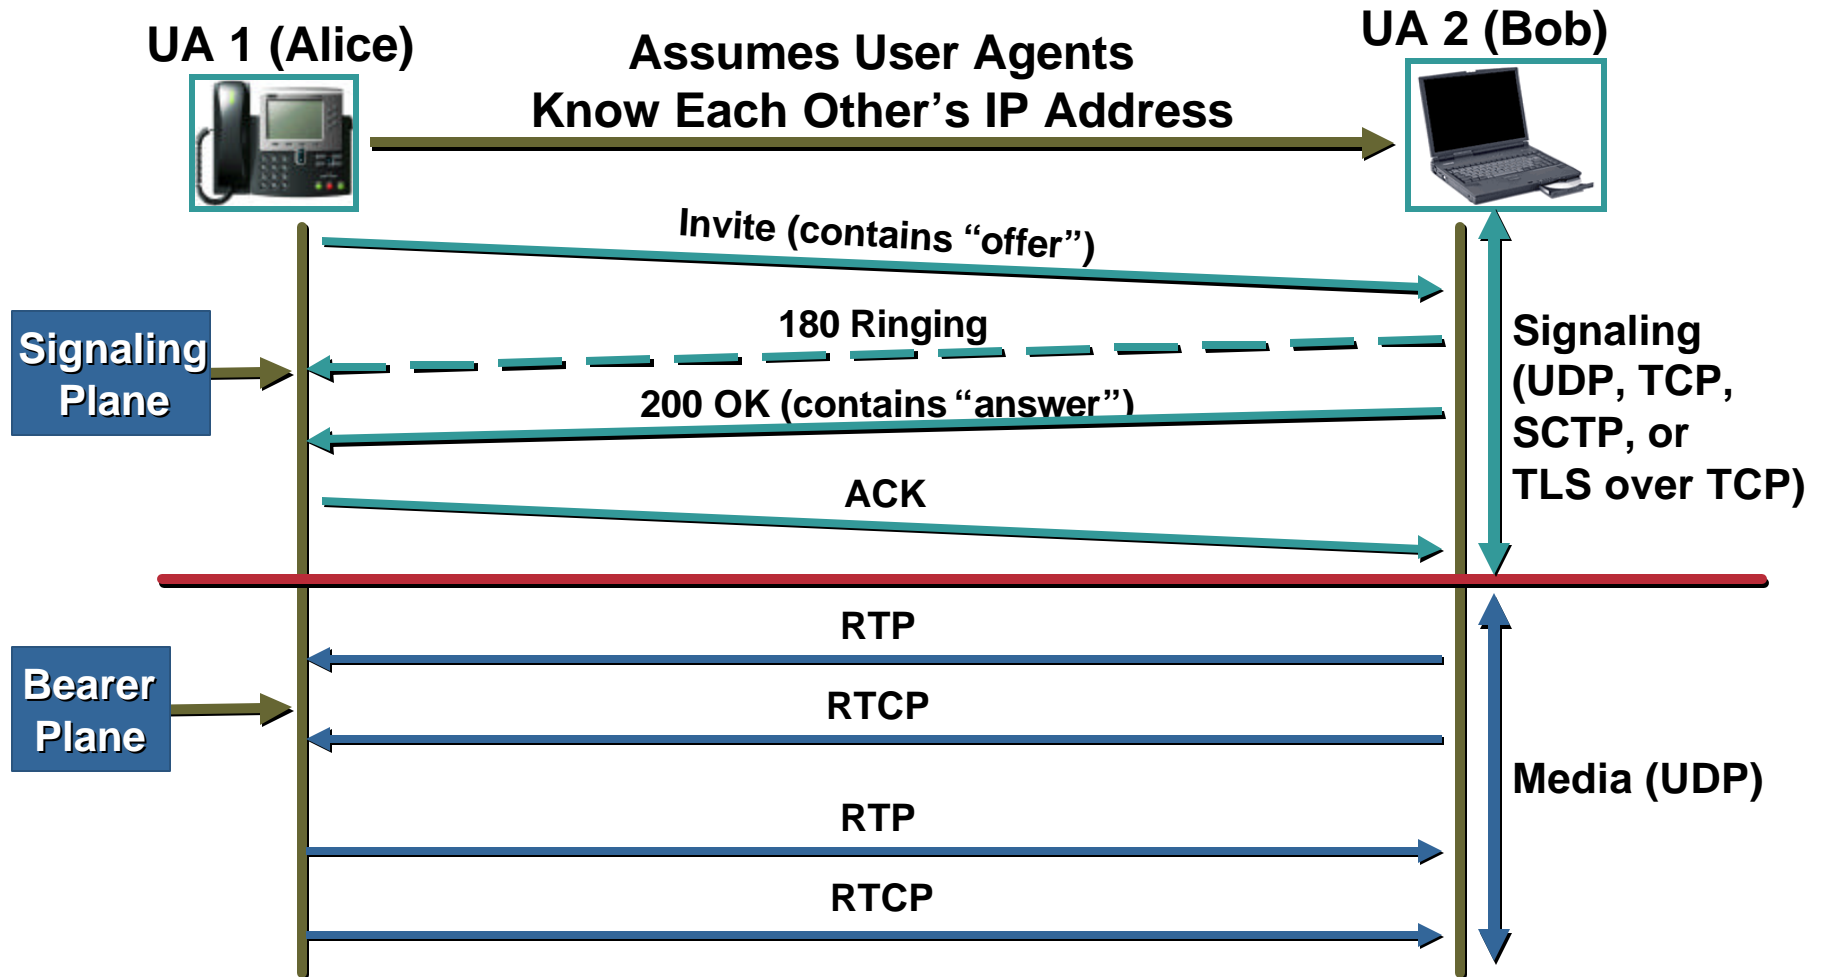 UA 1 (Alice)
Assumes User Agents
Know Each Other’s IP Address
UA 2 (Bob)
Invite (contains “offer”)
180 Ringing
200 OK (contains “answer”)
ACK
Signaling
Plane
Signaling
(UDP, TCP,
SCTP, or
TLS over TCP)
RTP
RTCP
RTP
RTCP
Bearer
Plane
Media (UDP)